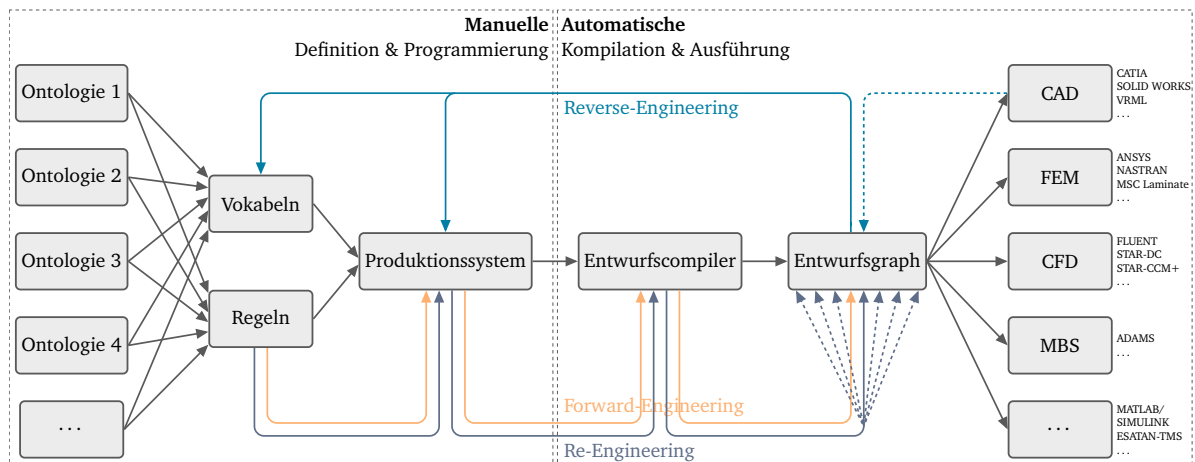 Manuelle
Definition & Programmierung
Automatische
Kompilation & Ausführung
Ontologie 1
Ontologie 2
Ontologie 3
Ontologie 4
...
Vokabeln
Regeln
Produktionssystem
Entwurfscompiler
Entwurfsgraph
Reverse-Engineering
Forward-Engineering
Re-Engineering
CAD
CATIA
SOLID WORKS
VRML
...
FEM
ANSYS
NASTRAN
MSC Laminate
...
CFD
FLUENT
STAR-DC
STAR-CCM+
...
MBS
ADAMS
...
...
MATLAB/
SIMULINK
ESATAN-TMS
...